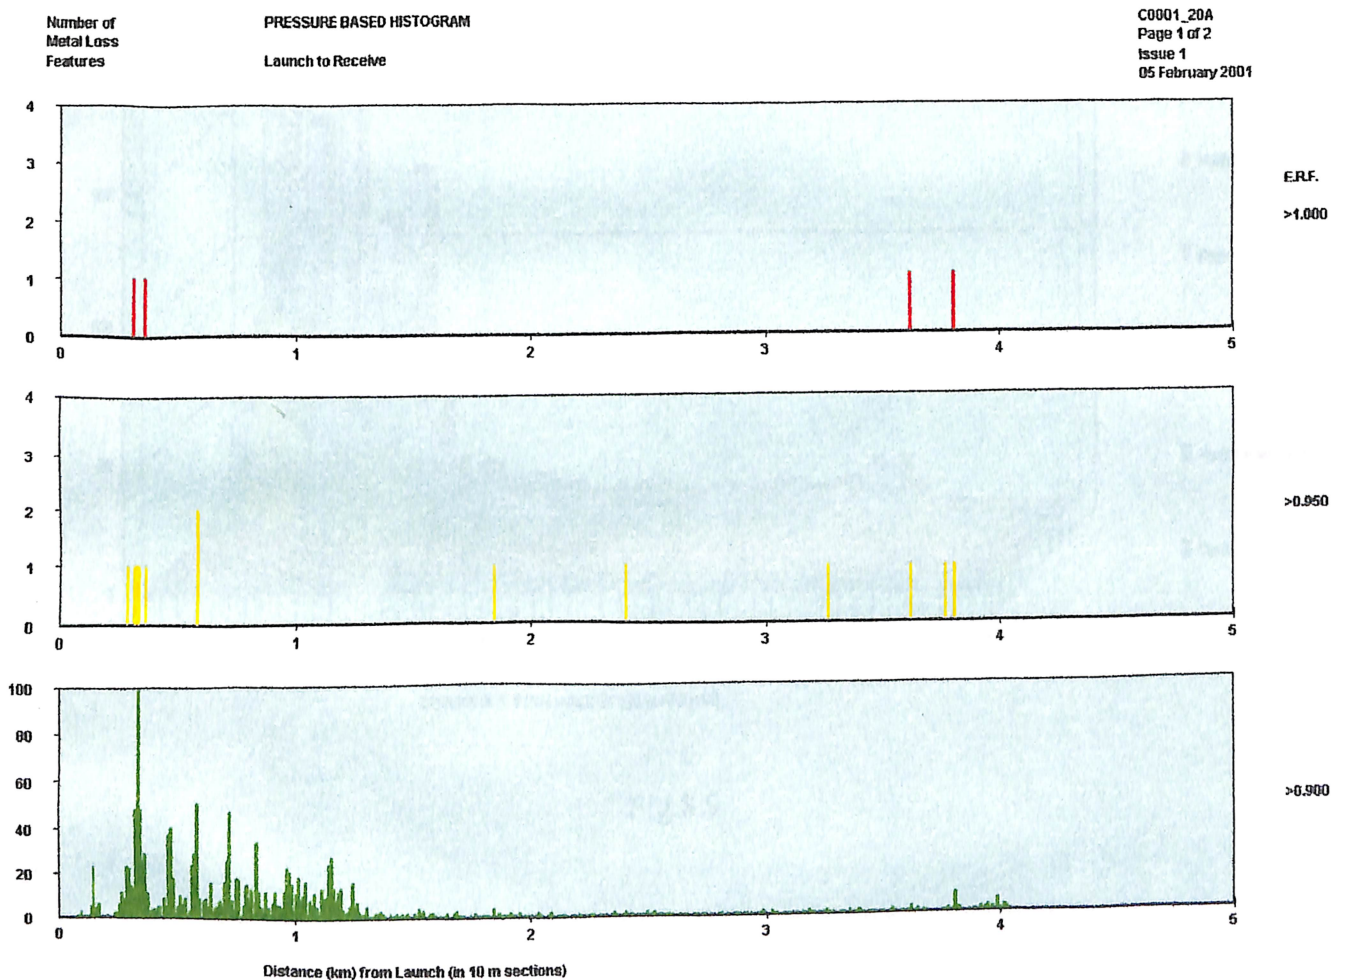 Number of
Metal Loss
Features
PRESSURE BASED HISTOGRAM
Launch to Receive
C0001_20A
Page 1 of 2
Issue 1
05 February 2001
4
3
2
1
0
0 1 2 3 4 5
E.R.F.
>1.000
4
3
2
1
0
0 1 2 3 4 5
>0.950
100
80
60
40
20
0
0 1 2 3 4 5
>0.900
Distance (km) from Launch (in 10 m sections)